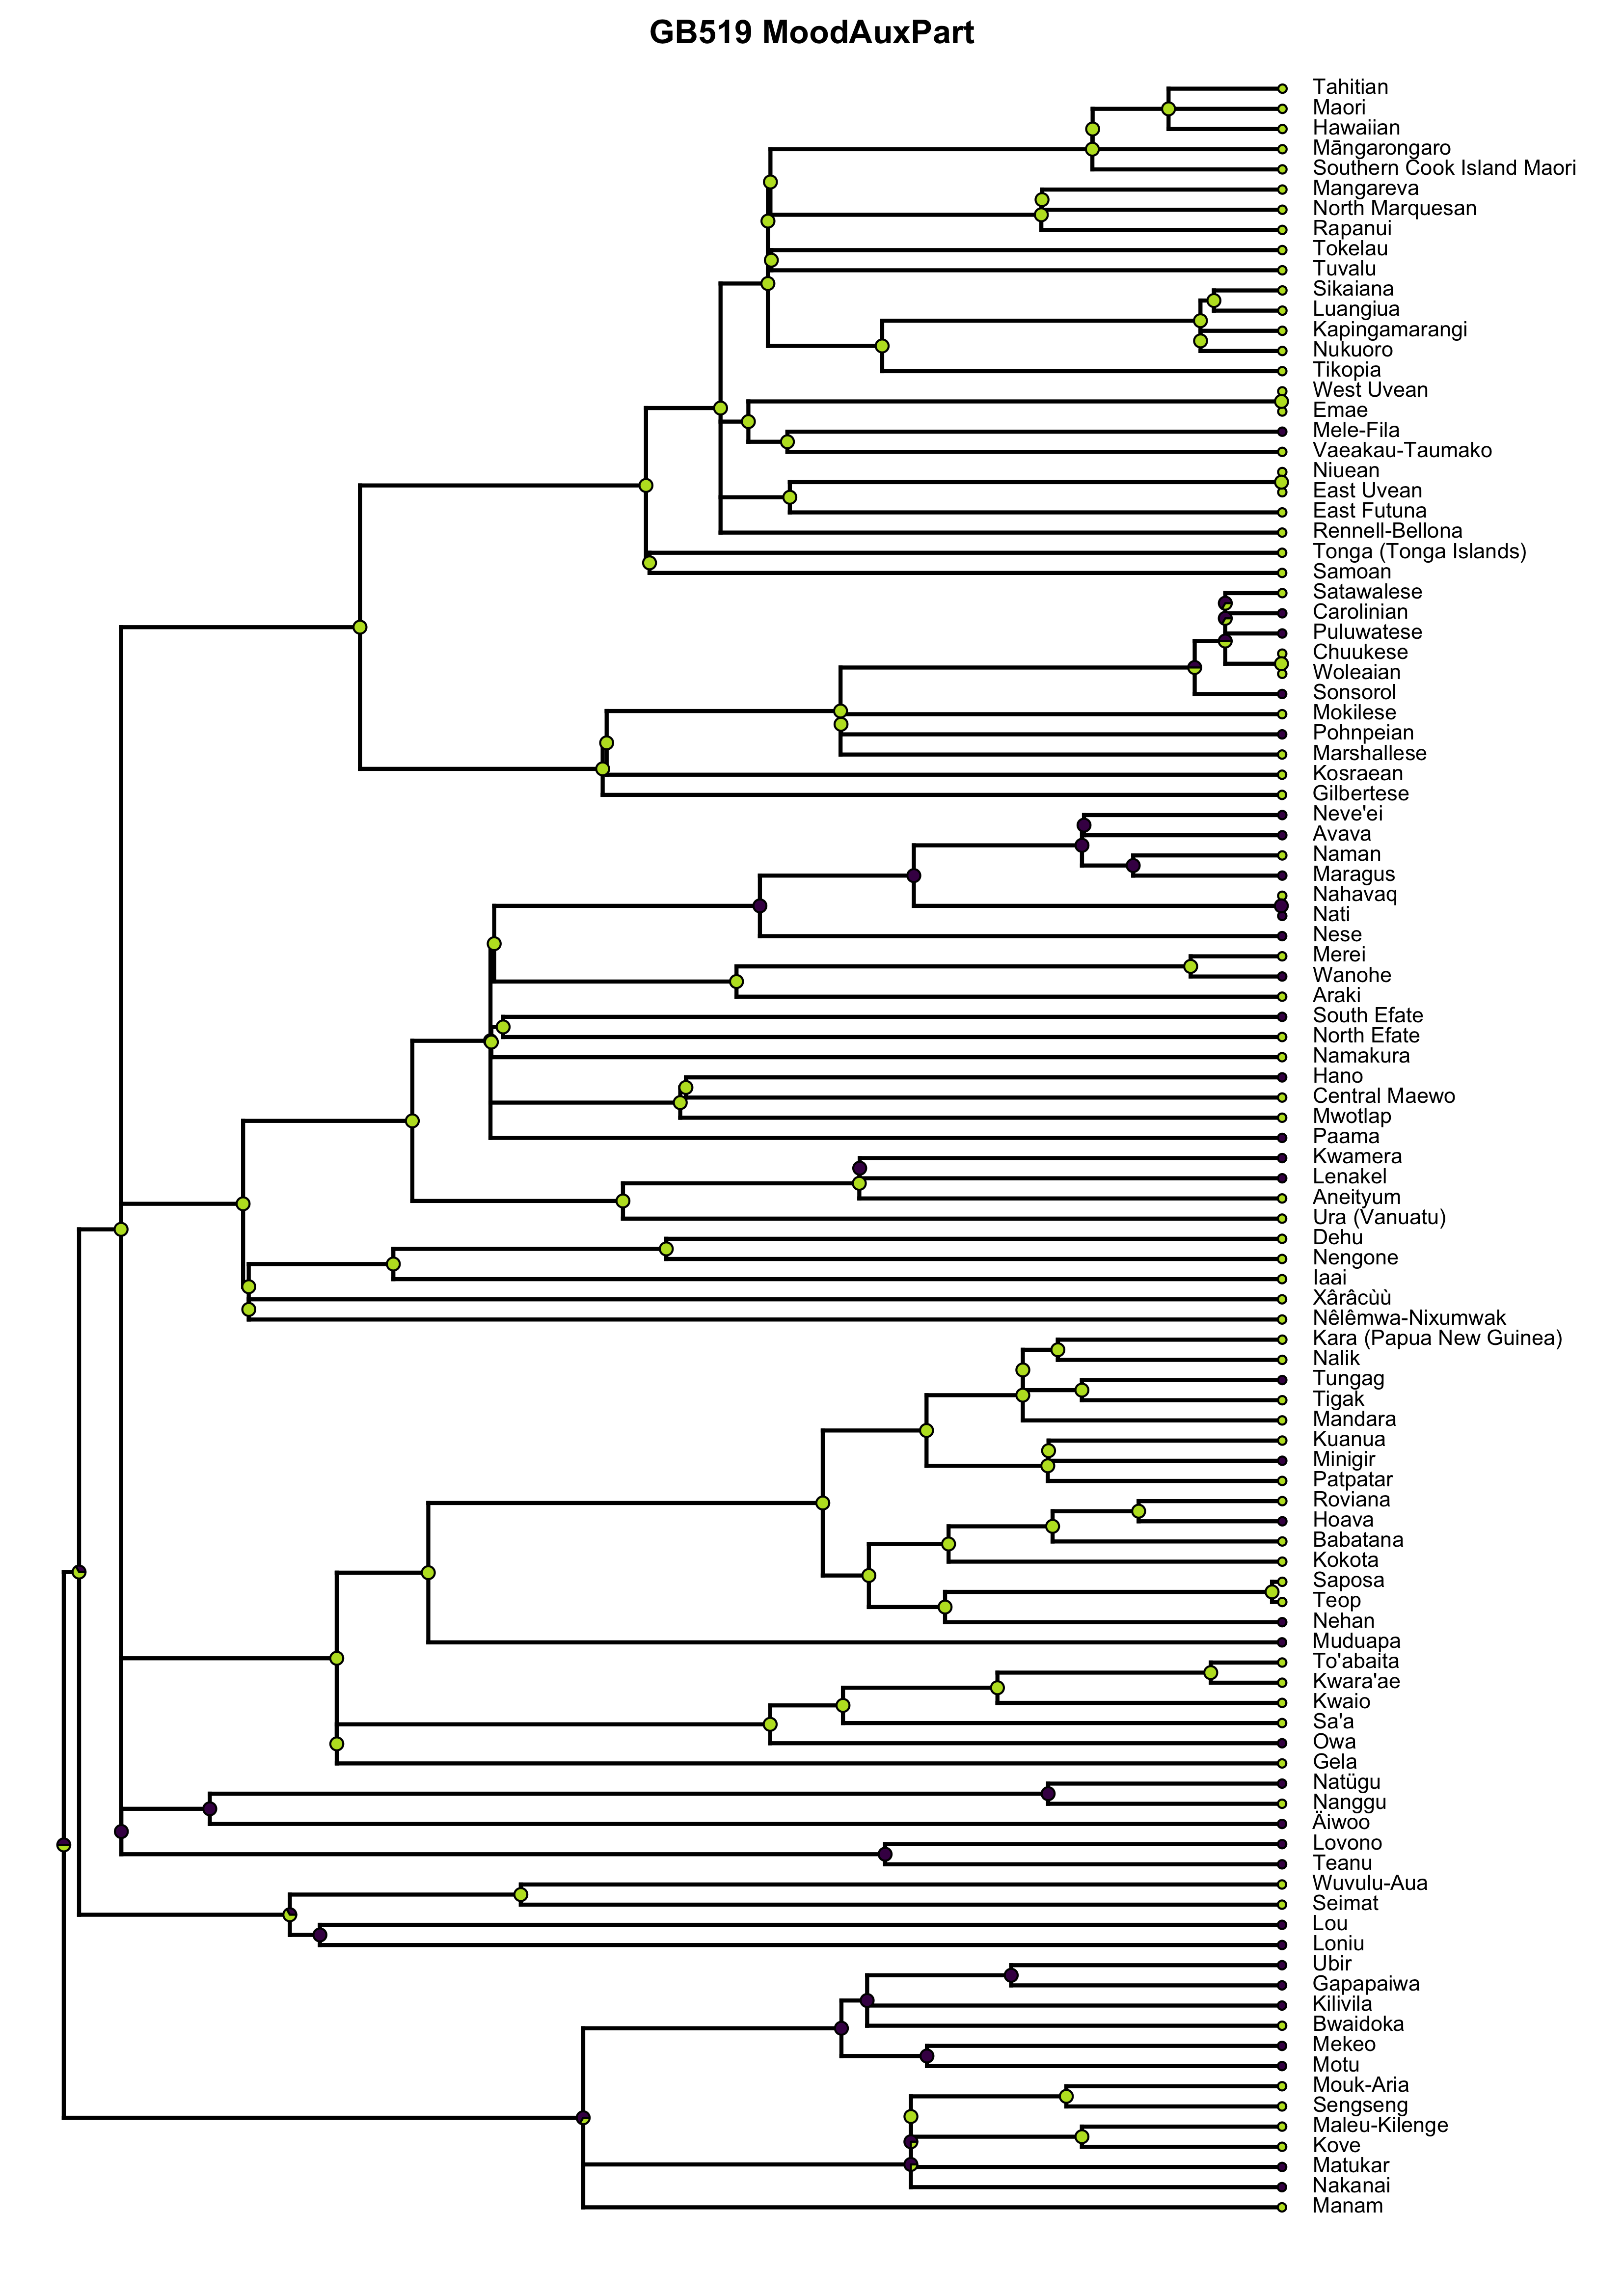 GB519 MoodAuxPart
Tahitian
Maori
Hawaiian
Māngarongaro
Southern Cook Island Maori
Mangareva
North Marquesan
Rapanui
Tokelau
Tuvalu
Sikaiana
Luangiua
Kapingamarangi
Nukuoro
Tikopia
West Uvean
Emae
Mele-Fila
Vaeakau-Taumako
Niuean
East Uvean
East Futuna
Rennell-Bellona
Tonga (Tonga Islands)
Samoan
Satawalese
Carolinian
Puluwatese
Chuukese
Woleaian
Sonsorol
Mokilese
Pohnpeian
Marshallese
Kosraean
Gilbertese
Neve'ei
Avava
Naman
Maragus
Nahavaq
Nati
Nese
Merei
Wanohe
Araki
South Efate
North Efate
Namakura
Hano
Central Maewo
Mwotlap
Paama
Kwamera
Lenakel
Aneityum
Ura (Vanuatu)
Dehu
Nengone
Iaai
Xârâcùù
Nêlêmwa-Nixumwak
Kara (Papua New Guinea)
Nalik
Tungag
Tigak
Mandara
Kuanua
Minigir
Patpatar
Roviana
Hoava
Babatana
Kokota
Saposa
Teop
Nehan
Muduapa
To'abaita
Kwara'ae
Kwaio
Sa'a
Owa
Gela
Natügu
Nanggu
Äiwoo
Lovono
Teanu
Wuvulu-Aua
Seimat
Lou
Loniu
Ubir
Gapapaiwa
Kilivila
Bwaidoka
Mekeo
Motu
Mouk-Aria
Sengseng
Maleu-Kilenge
Kove
Matukar
Nakanai
Manam